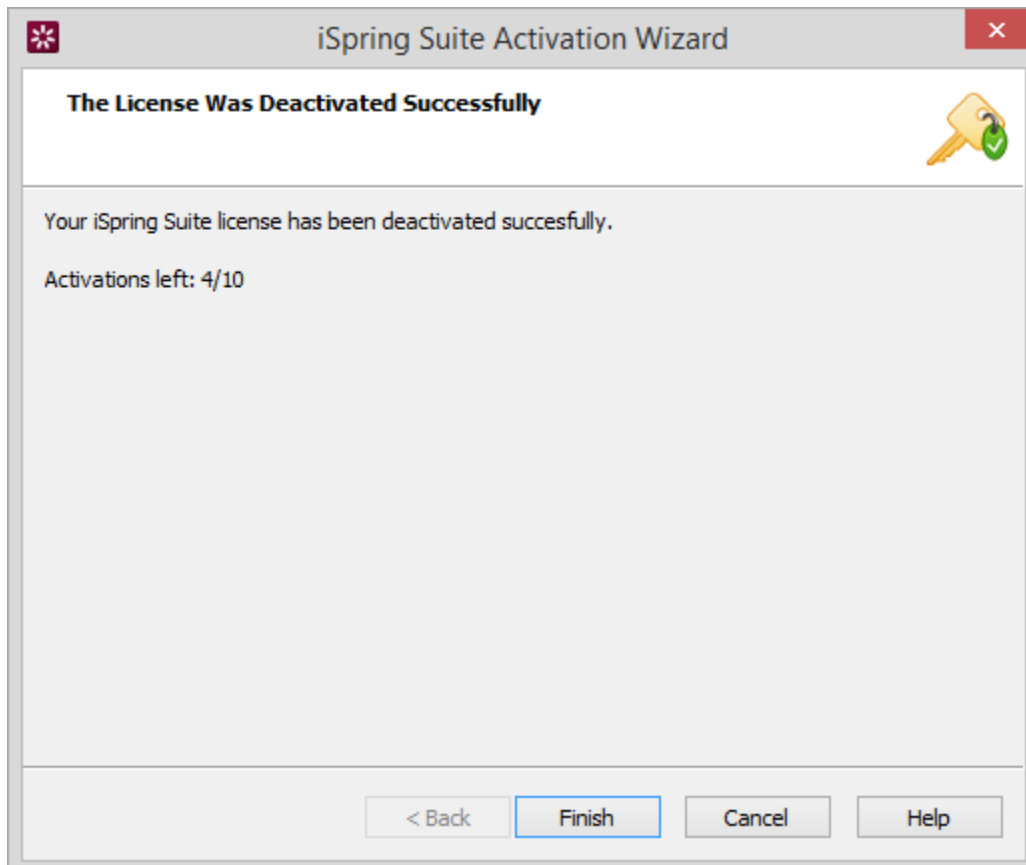 iSpring Suite Activation Wizard
The License Was Deactivated Successfully
Your iSpring Suite license has been deactivated succesfully.
Activations left: 4/10
< Back
Finish
Cancel
Help